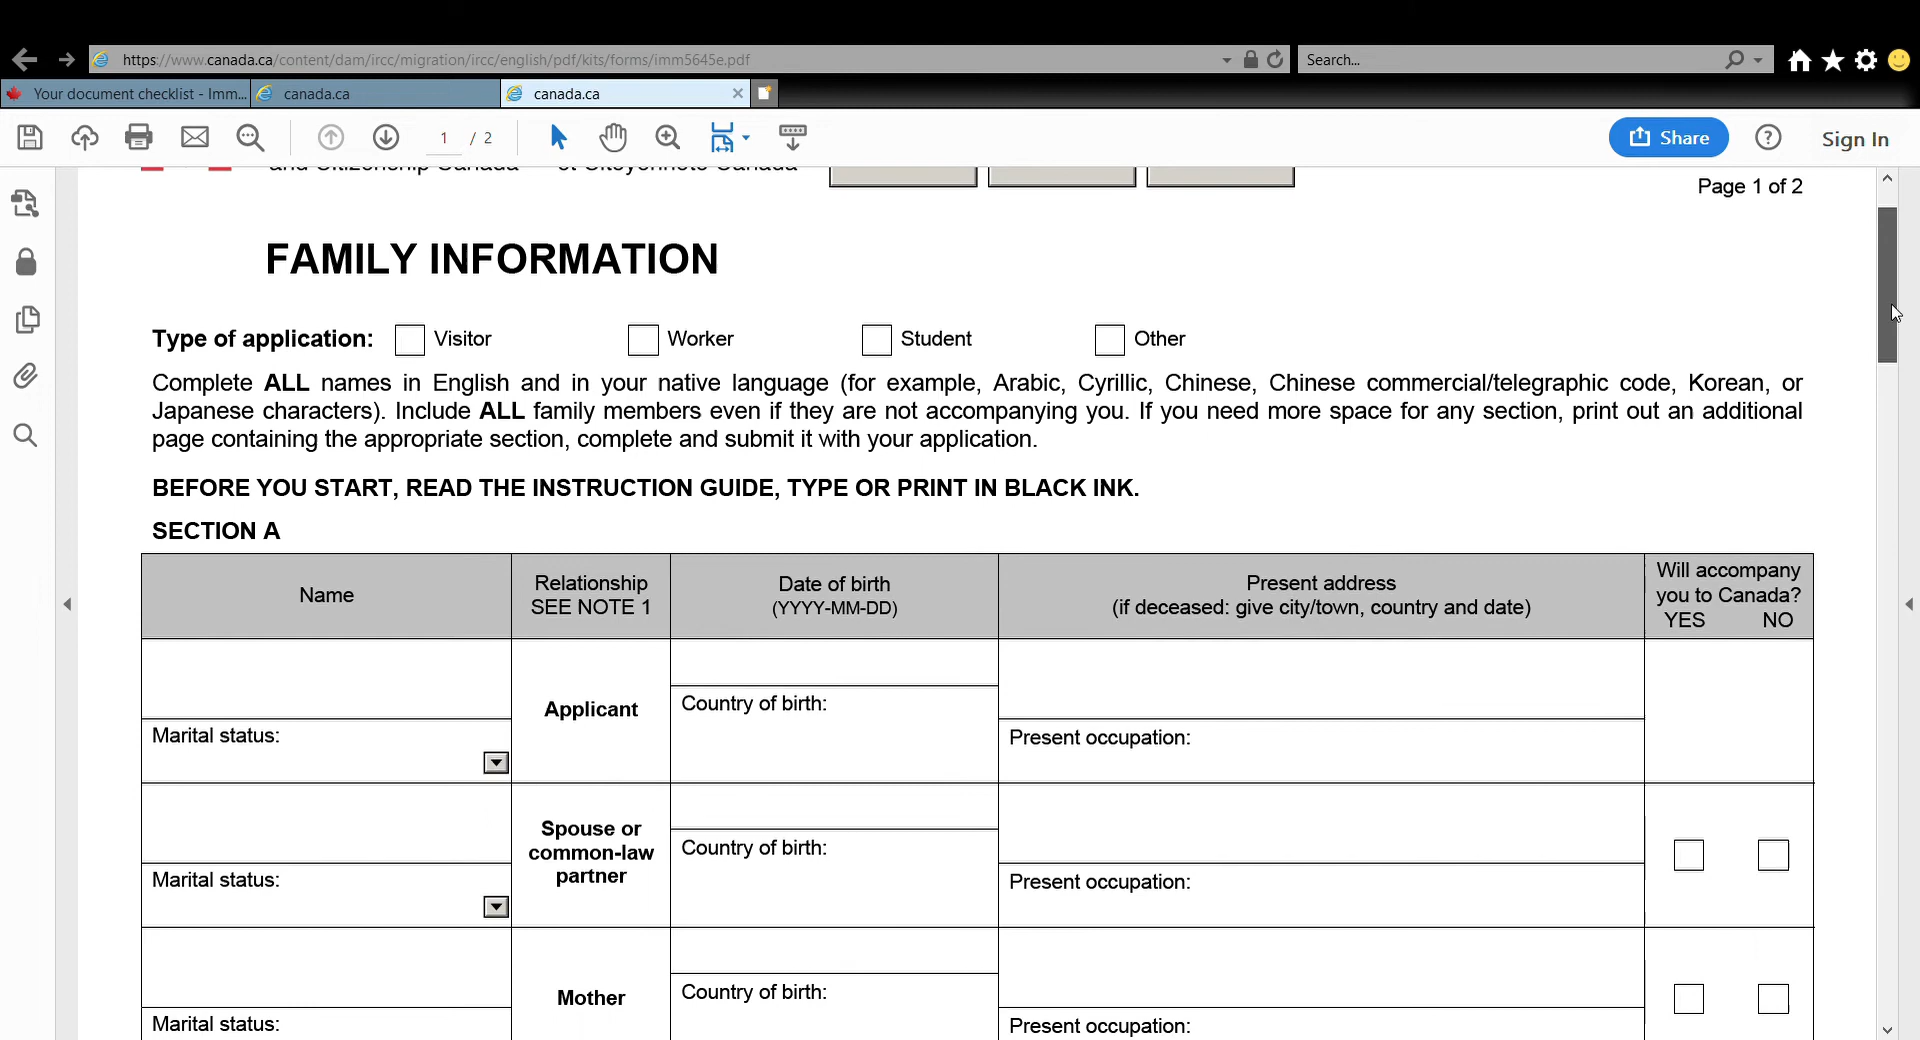 https://www.canada.ca/content/dam/ircc/migration/ircc/english/pdf/kits/forms/imm5645e.pdf
Search...
Your document checklist - Imm...
canada.ca
canada.ca
1 / 2
Share
Sign In
and Citizenship Canada et Citoyenneté Canada
Page 1 of 2
FAMILY INFORMATION
Type of application: Visitor Worker Student Other
Complete ALL names in English and in your native language (for example, Arabic, Cyrillic, Chinese, Chinese commercial/telegraphic code, Korean, or
Japanese characters). Include ALL family members even if they are not accompanying you. If you need more space for any section, print out an additional
page containing the appropriate section, complete and submit it with your application.
BEFORE YOU START, READ THE INSTRUCTION GUIDE, TYPE OR PRINT IN BLACK INK.
SECTION A
Name
Relationship
SEE NOTE 1
Date of birth
(YYYY-MM-DD)
Present address
(if deceased: give city/town, country and date)
Will accompany
you to Canada?
YES NO
Applicant
Country of birth:
Marital status:
Present occupation:
Spouse or
common-law
partner
Country of birth:
Marital status:
Present occupation:
Mother
Country of birth:
Marital status:
Present occupation: